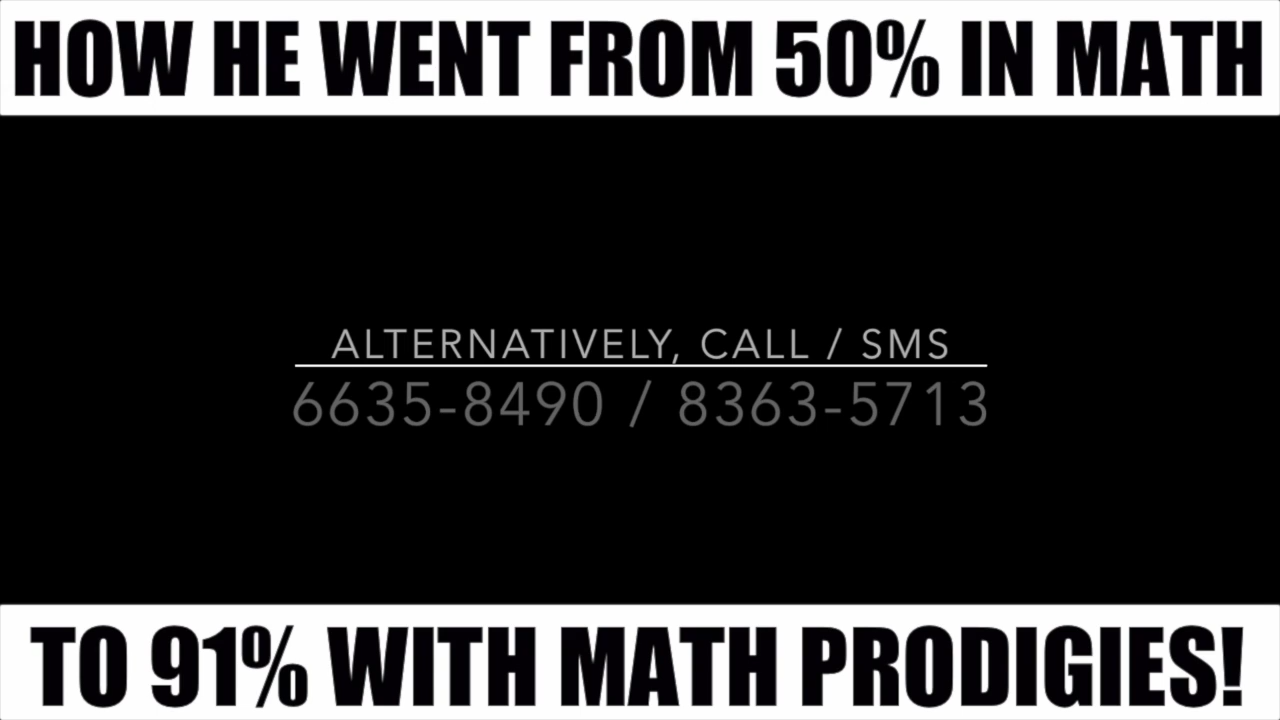 HOW HE WENT FROM 50% IN MATH
ALTERNATIVELY, CALL / SMS
6635-8490 / 8363-5713
TO 91% WITH MATH PRODIGIES!